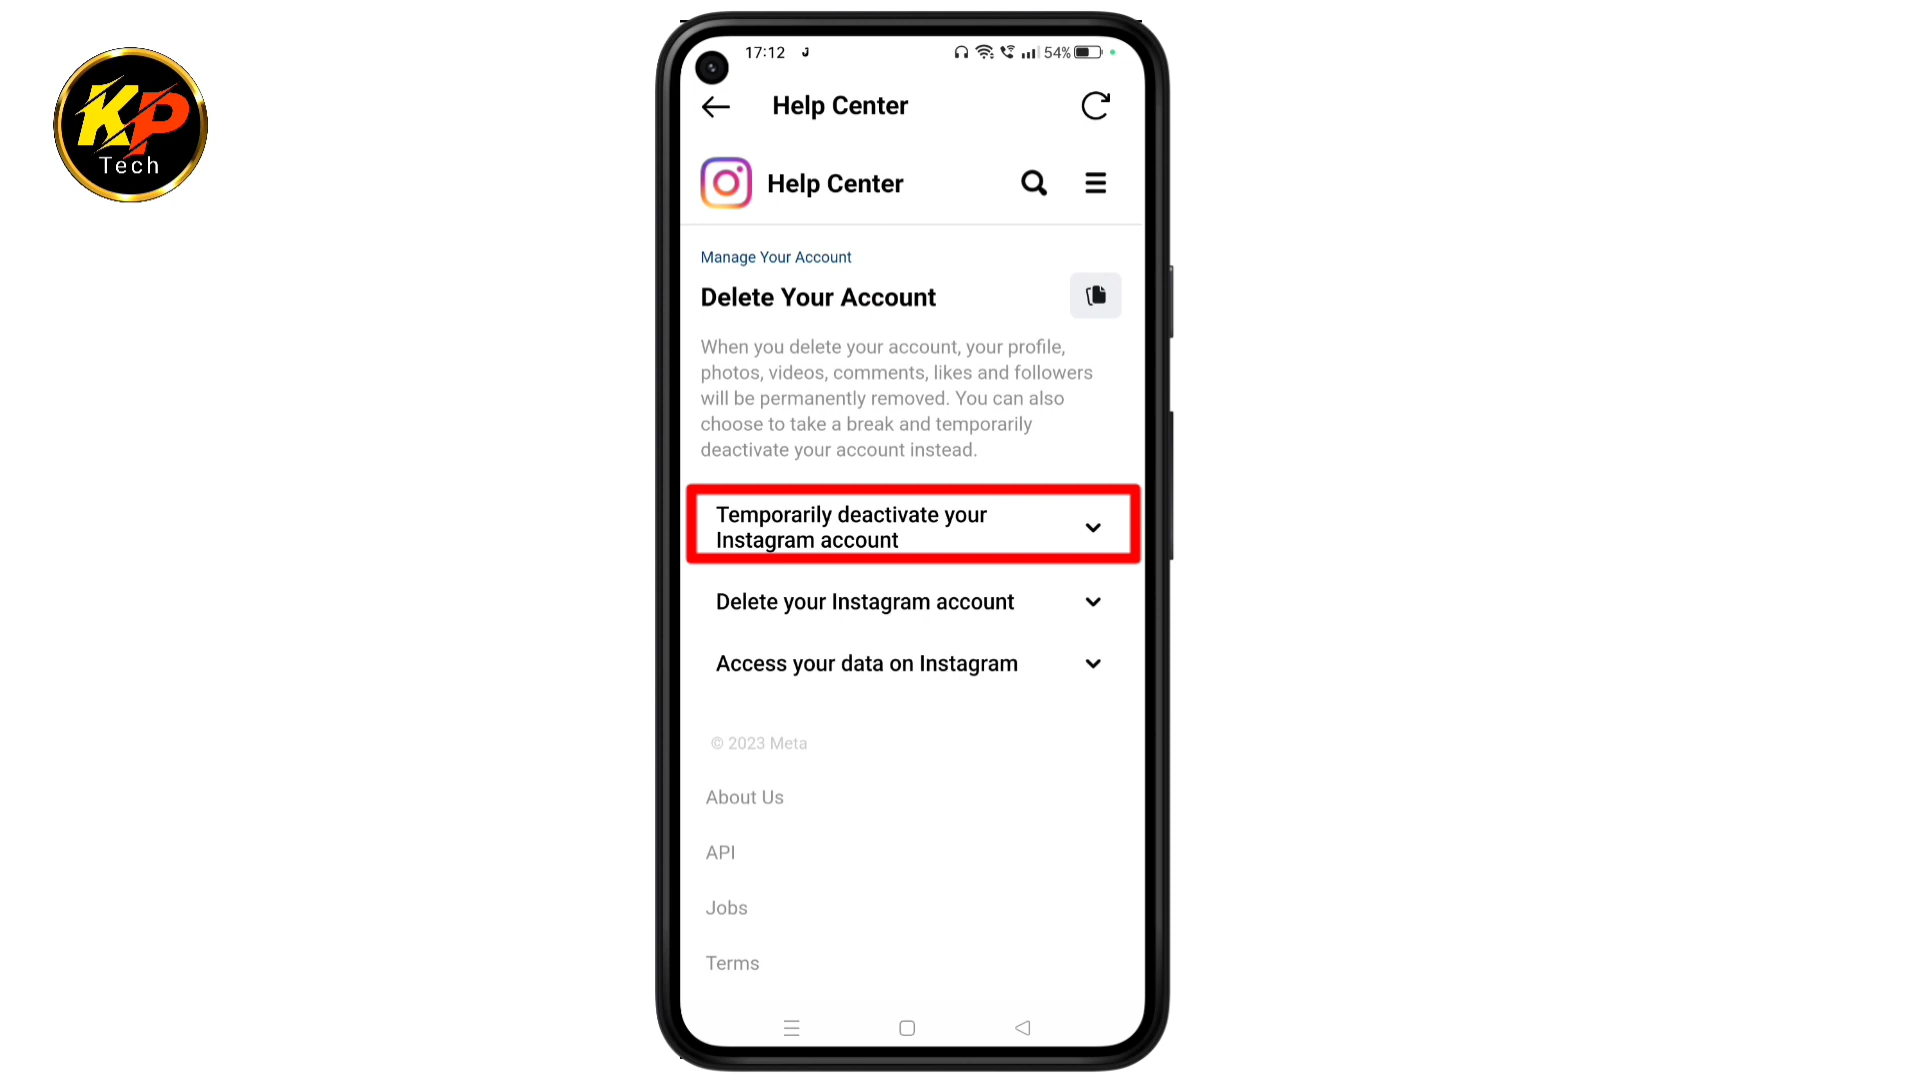 KP
Tech
17:12
54%
Help Center
Help Center
Manage Your Account
Delete Your Account
When you delete your account, your profile,
photos, videos, comments, likes and followers
will be permanently removed. You can also
choose to take a break and temporarily
deactivate your account instead.
Temporarily deactivate your
Instagram account
Delete your Instagram account
Access your data on Instagram
© 2023 Meta
About Us
API
Jobs
Terms